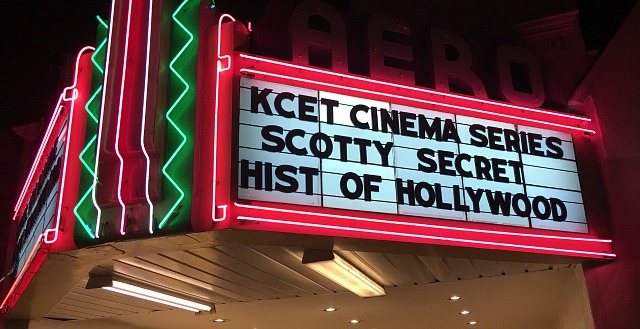 AERO
KCET CINEMA SERIES
SCOTTY SECRET
HIST OF HOLLYWOOD